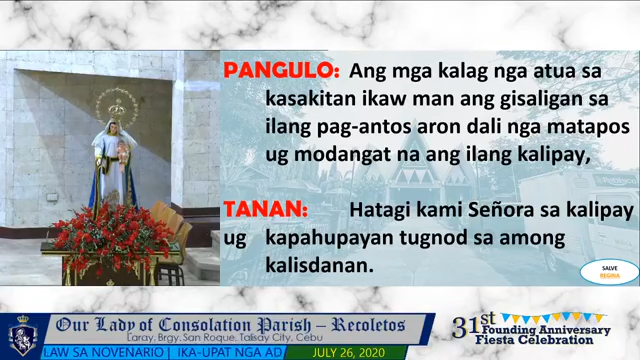 PANGULO: Ang mga kalag nga atua sa
kasakitan ikaw man ang gisaligan sa
ilang pag-antos aron dali nga matapos
ug modangat na ang ilang kalipay,
TANAN: Hatagi kami Señora sa kalipay
ug kapahupayan tugnod sa among
kalisdanan.
SALVE
REGINA
Our Lady of Consolation Parish – Recoletos
Laray, Brgy. San Roque, Talisay City, Cebu
31st Founding Anniversary
Fiesta Celebration
LAW SA NOVENARIO | IKA-UPAT NGA AD
JULY 26, 2020